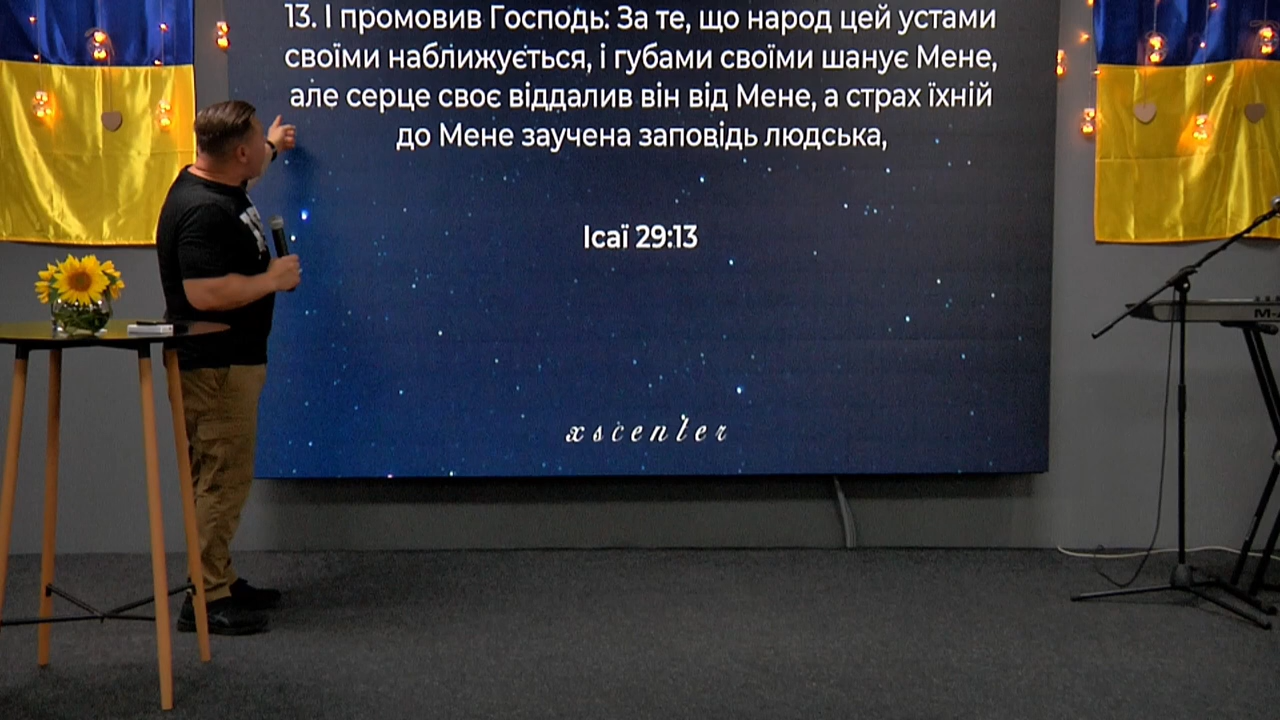 13. І промовив Господь: За те, що народ цей устами
своїми наближується, і губами своїми шанує Мене,
але серце своє віддалив він від Мене, а страх їхній
до Мене заучена заповідь людська,
Ісаї 29:13
xscenter